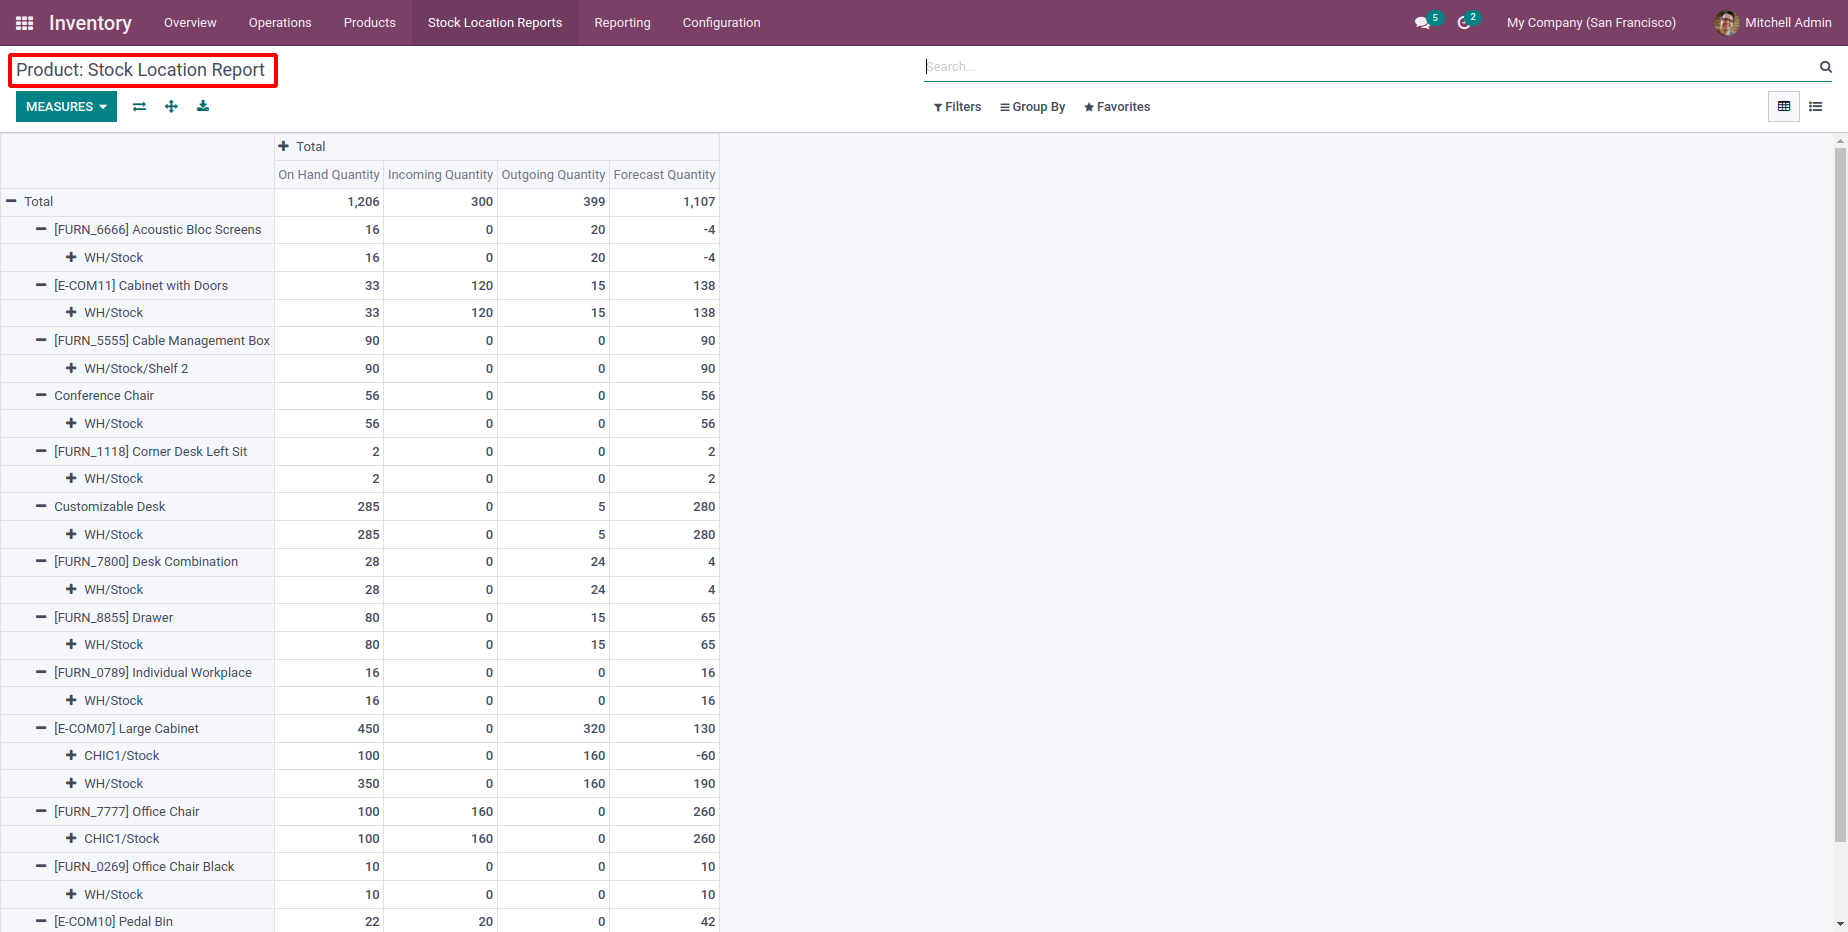 Inventory Overview Operations Products Stock Location Reports Reporting Configuration 5 2 My Company (San Francisco) Mitchell Admin
Product: Stock Location Report Search...
MEASURES Filters Group By Favorites
Total
On Hand Quantity Incoming Quantity Outgoing Quantity Forecast Quantity
Total 1,206 300 399 1,107
[FURN_6666] Acoustic Bloc Screens 16 0 20 -4
WH/Stock 16 0 20 -4
[E-COM11] Cabinet with Doors 33 120 15 138
WH/Stock 33 120 15 138
[FURN_5555] Cable Management Box 90 0 0 90
WH/Stock/Shelf 2 90 0 0 90
Conference Chair 56 0 0 56
WH/Stock 56 0 0 56
[FURN_1118] Corner Desk Left Sit 2 0 0 2
WH/Stock 2 0 0 2
Customizable Desk 285 0 5 280
WH/Stock 285 0 5 280
[FURN_7800] Desk Combination 28 0 24 4
WH/Stock 28 0 24 4
[FURN_8855] Drawer 80 0 15 65
WH/Stock 80 0 15 65
[FURN_0789] Individual Workplace 16 0 0 16
WH/Stock 16 0 0 16
[E-COM07] Large Cabinet 450 0 320 130
CHIC1/Stock 100 0 160 -60
WH/Stock 350 0 160 190
[FURN_7777] Office Chair 100 160 0 260
CHIC1/Stock 100 160 0 260
[FURN_0269] Office Chair Black 10 0 0 10
WH/Stock 10 0 0 10
[E-COM10] Pedal Bin 22 20 0 42